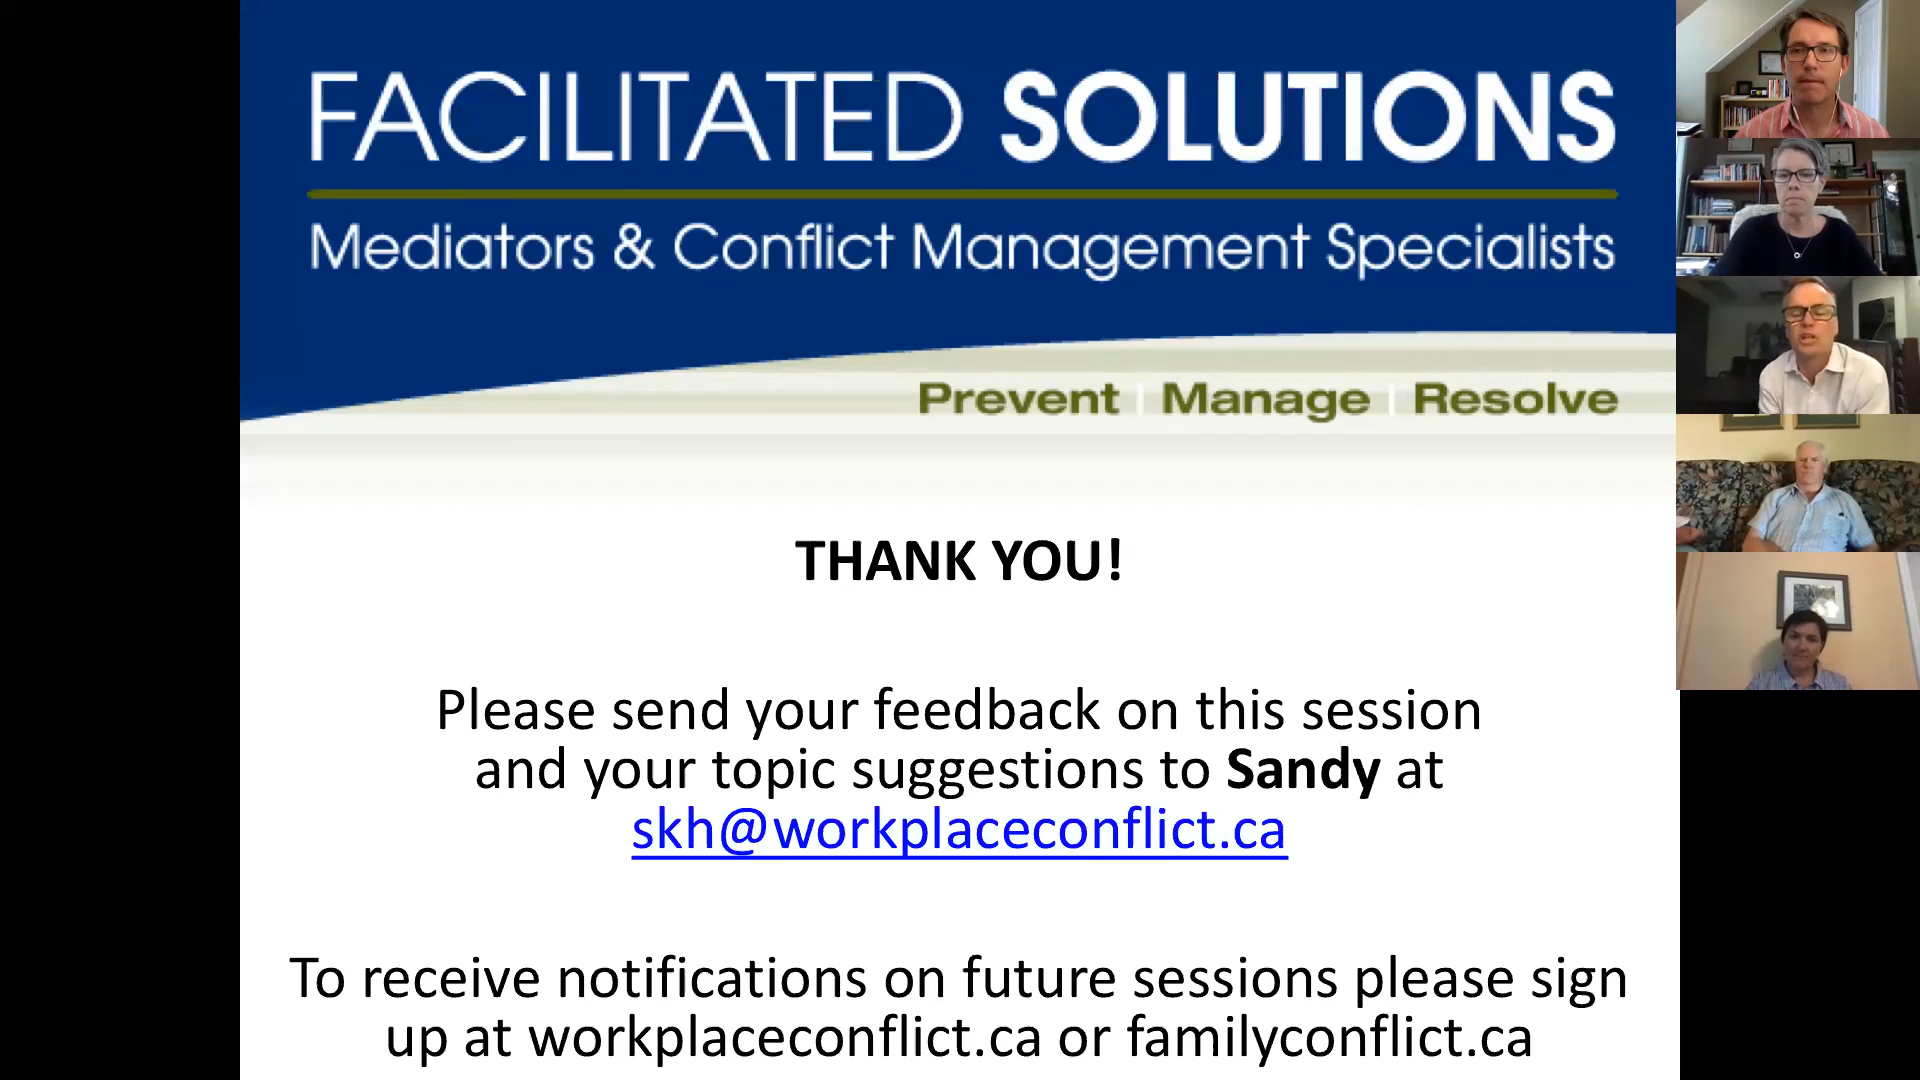 FACILITATED SOLUTIONS
Mediators & Conflict Management Specialists
Prevent | Manage | Resolve
THANK YOU!
Please send your feedback on this session
and your topic suggestions to Sandy at
skh@workplaceconflict.ca
To receive notifications on future sessions please sign
up at workplaceconflict.ca or familyconflict.ca